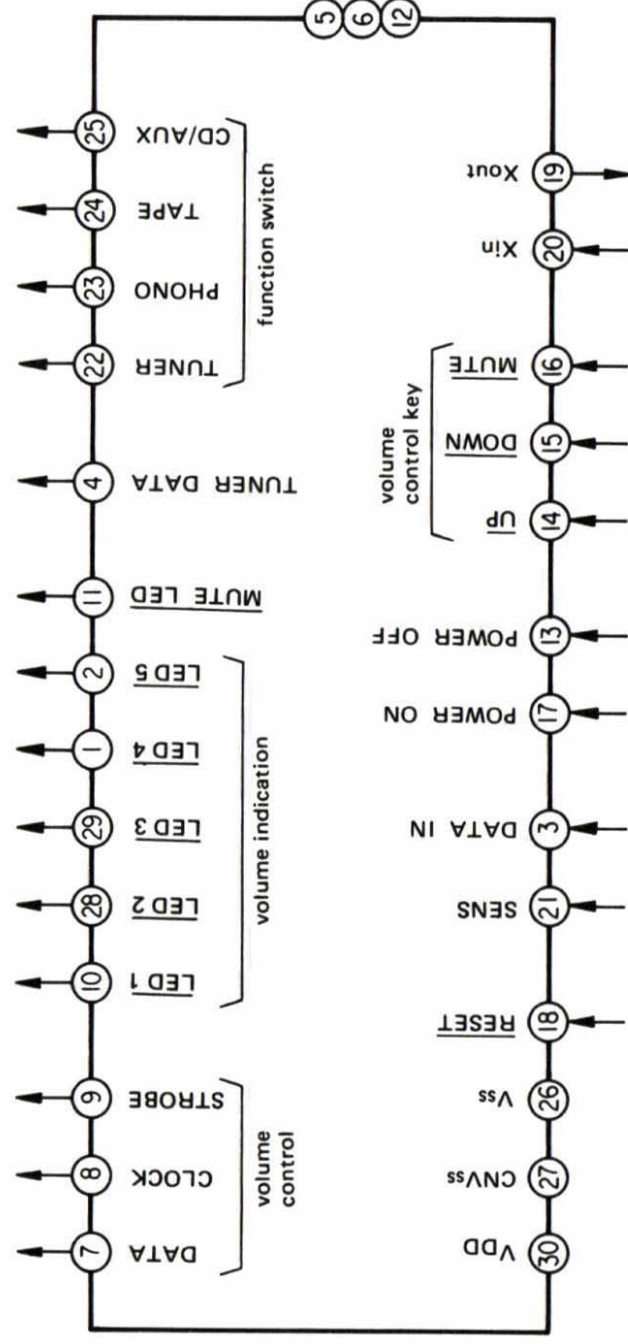 5 6 12
25 CD/AUX
24 TAPE
23 PHONO
22 TUNER
function switch
4 TUNER DATA
11 MUTE LED
2 LED 5
1 LED 4
29 LED 3
28 LED 2
10 LED 1
volume indication
9 STROBE
8 CLOCK
7 DATA
volume
control
Xout 19
Xin 20
MUTE 16
DOWN 15
UP 14
volume
control key
POWER OFF 13
POWER ON 17
DATA IN 3
SENS 21
RESET 18
Vss 26
CNVss 27
VDD 30